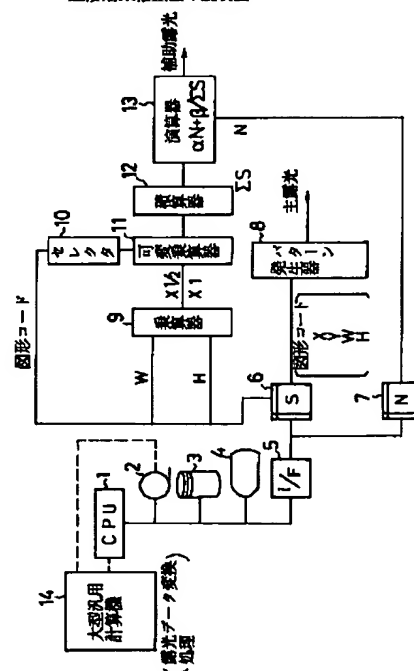 14
大型汎用
計算機
露光データ変換
処理
CPU
1
2
3
4
5
I/F
図形コード
W
H
9
乗算器
X1/2
X1
10
セレクタ
11
可変乗算器
12
積算器
ΣS
13
演算器
αN+β/ΣS
補助露光
N
6
S
図形コード
X
Y
W
H
8
パターン
発生器
主露光
7
N